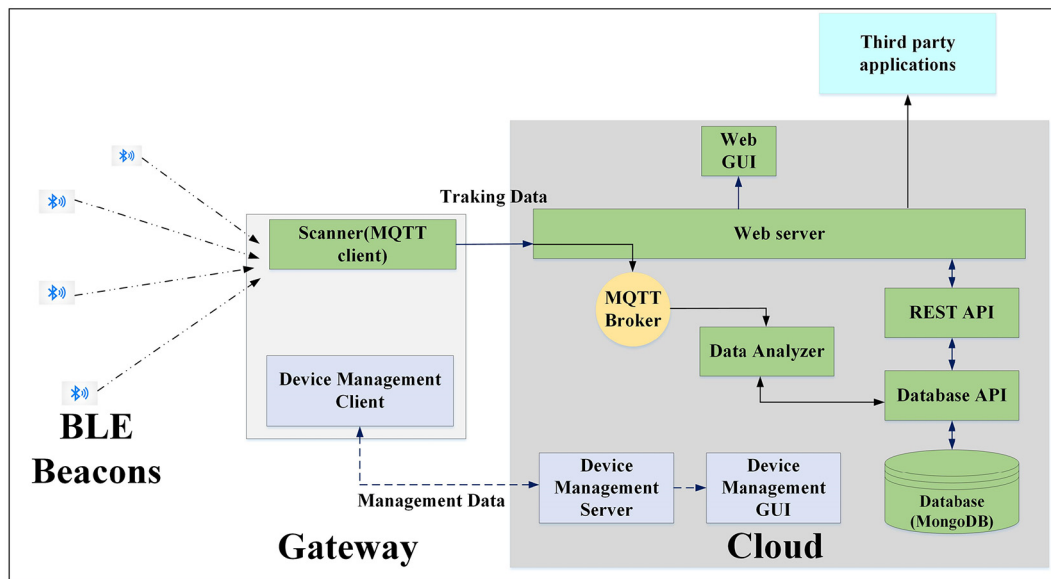 Third party
applications
Web
GUI
Traking Data
Scanner(MQTT
client)
Web server
MQTT
Broker
REST API
Data Analyzer
Device Management
Client
Database API
BLE
Beacons
Device
Management
Server
Device
Management
GUI
Management Data
Database
(MongoDB)
Gateway
Cloud